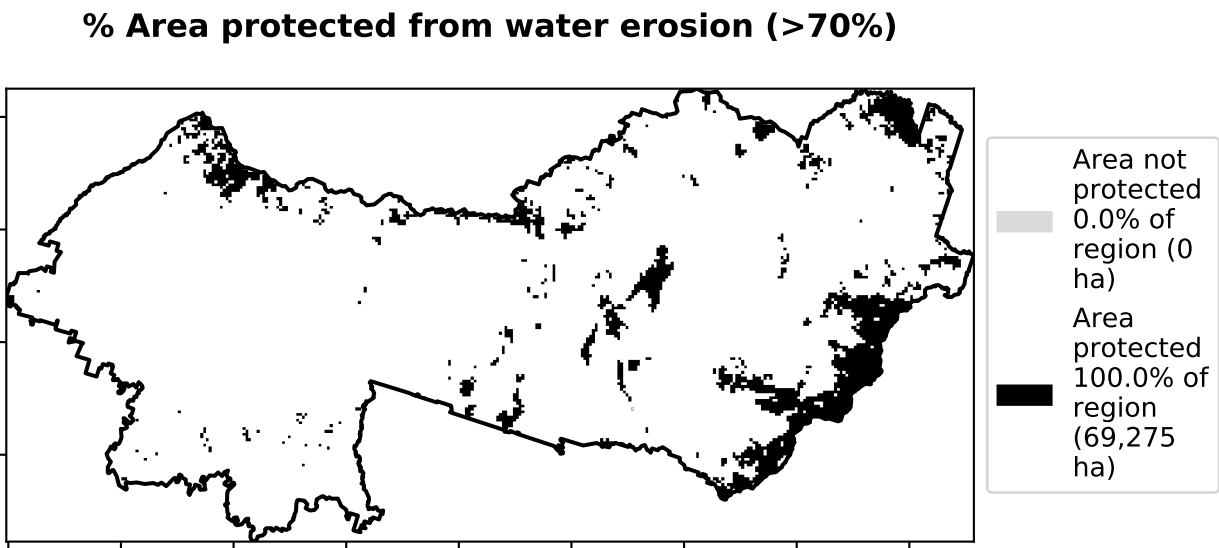 % Area protected from water erosion (>70%)
Area not
protected
0.0% of
region (0
ha)
Area
protected
100.0% of
region
(69,275
ha)